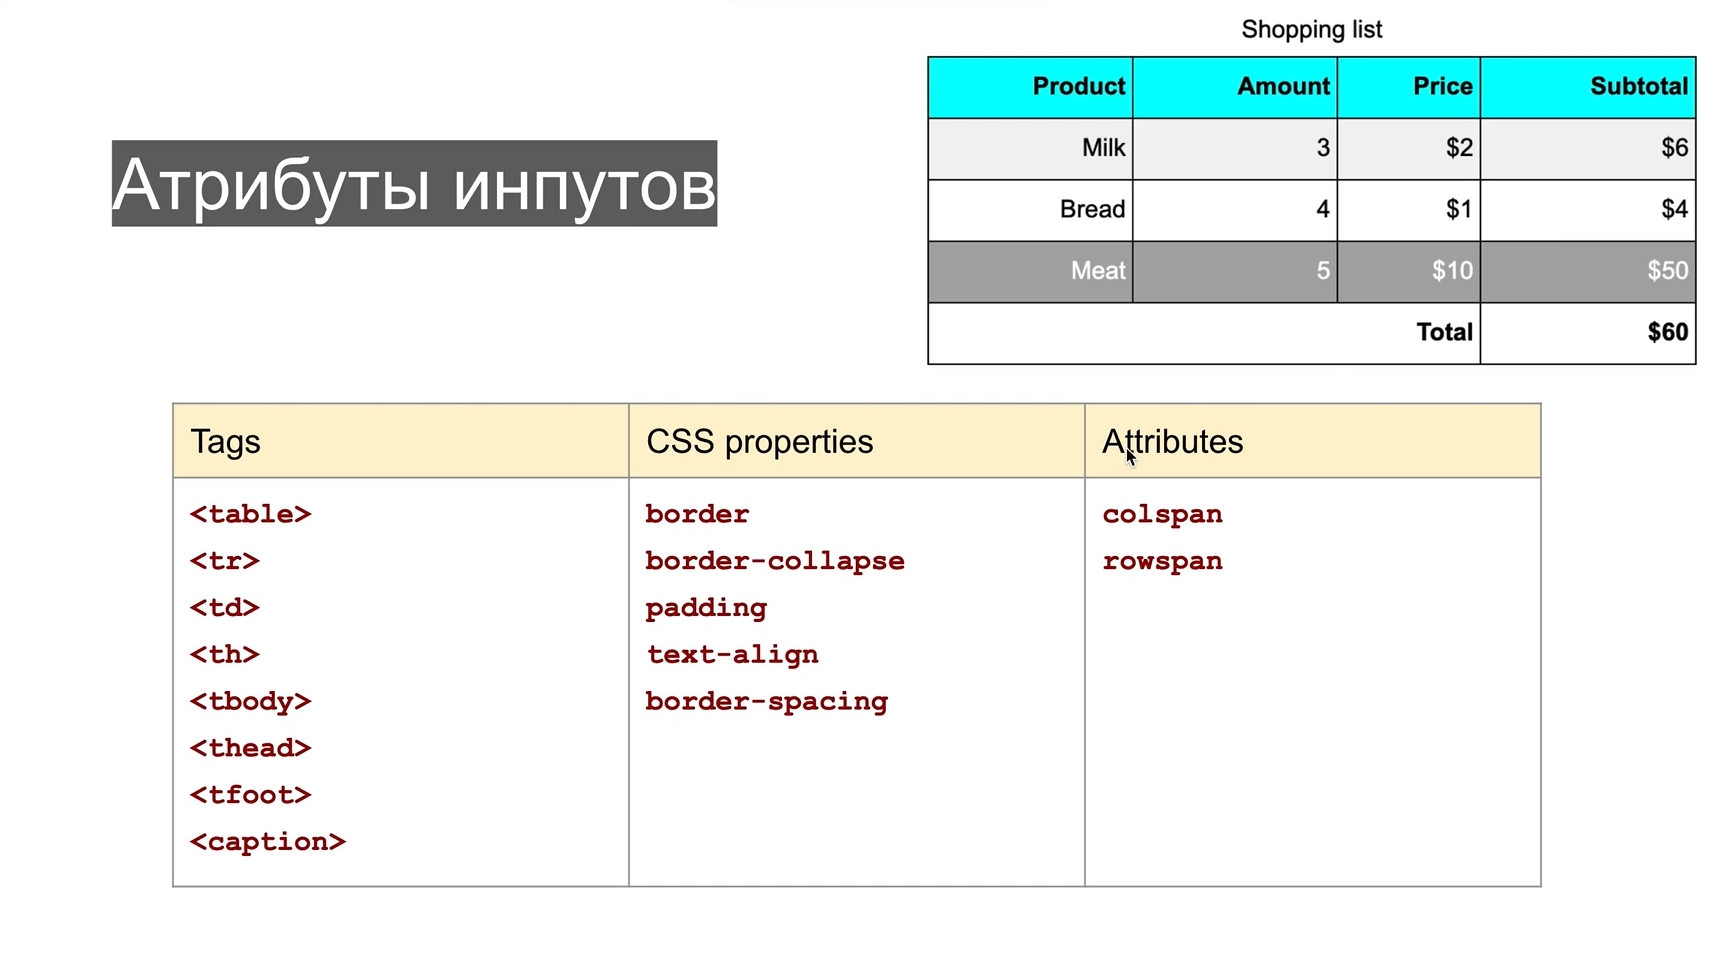 Shopping list
Product Amount Price Subtotal
Milk 3 $2 $6
Bread 4 $1 $4
Meat 5 $10 $50
Total $60
Атрибуты инпутов
Tags CSS properties Attributes
<table> border colspan
<tr> border-collapse rowspan
<td> padding
<th> text-align
<tbody> border-spacing
<thead>
<tfoot>
<caption>